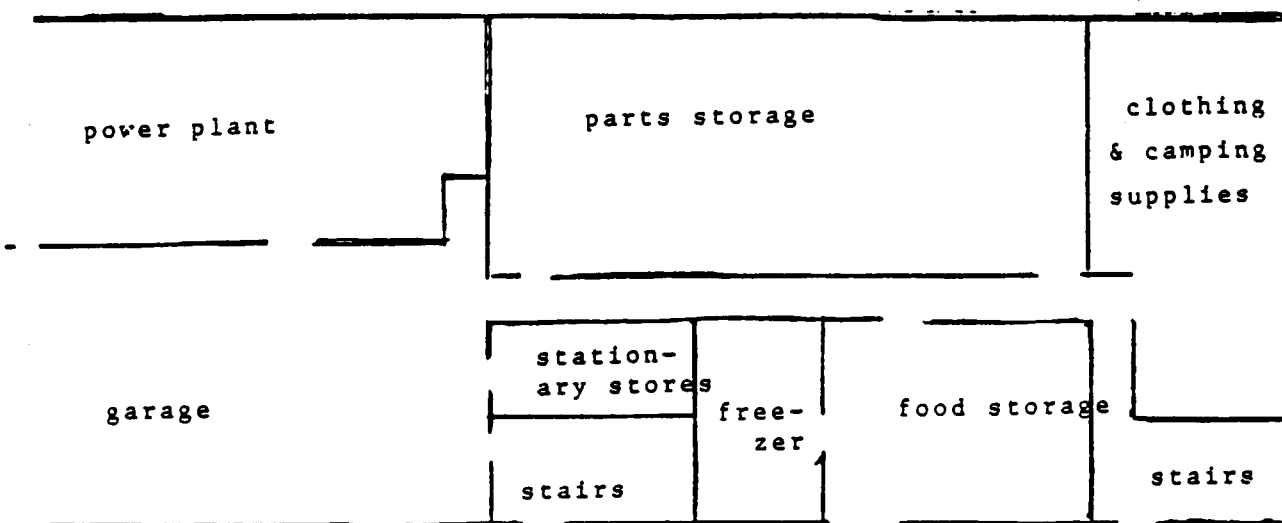 power plant
parts storage
clothing
& camping
supplies
station-
ary stores
garage
free-
zer
food storage
stairs
stairs